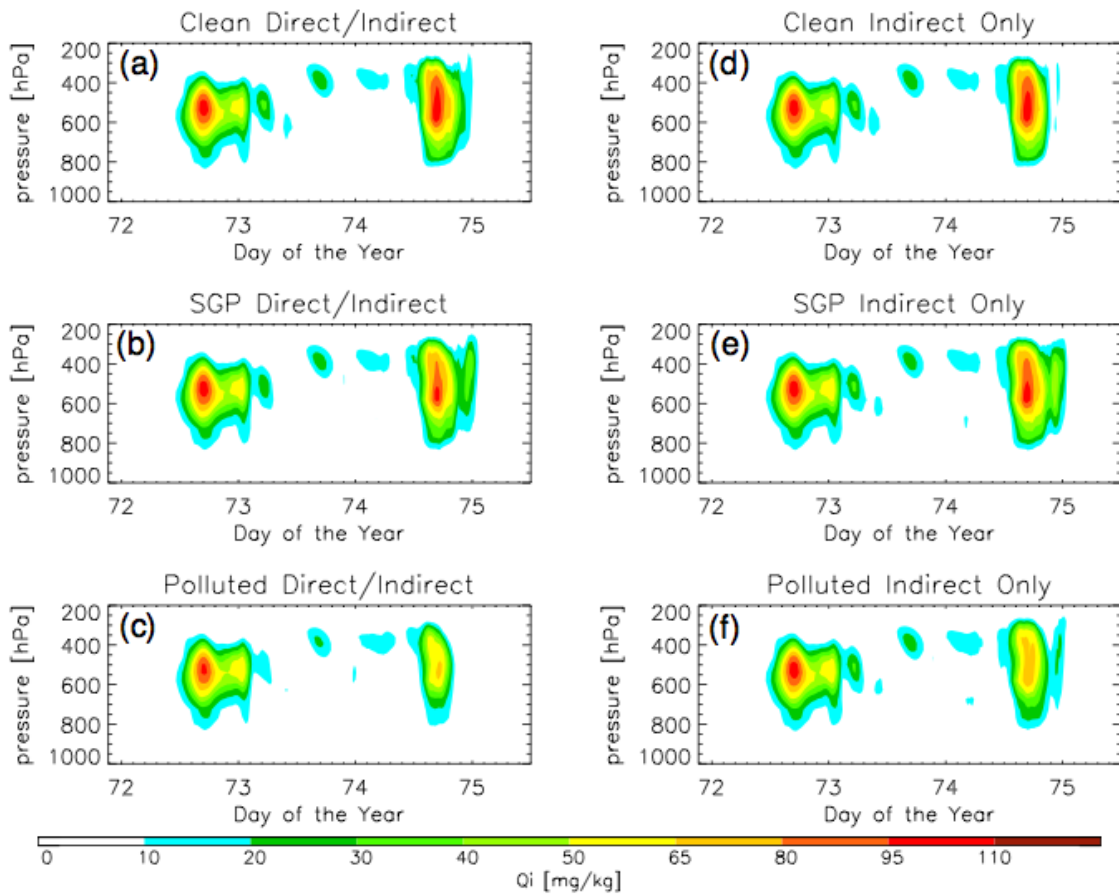 Clean Direct/Indirect
(a)
pressure [hPa]
200
400
600
800
1000
72 73 74 75
Day of the Year
Clean Indirect Only
(d)
pressure [hPa]
200
400
600
800
1000
72 73 74 75
Day of the Year
SGP Direct/Indirect
(b)
pressure [hPa]
200
400
600
800
1000
72 73 74 75
Day of the Year
SGP Indirect Only
(e)
pressure [hPa]
200
400
600
800
1000
72 73 74 75
Day of the Year
Polluted Direct/Indirect
(c)
pressure [hPa]
200
400
600
800
1000
72 73 74 75
Day of the Year
Polluted Indirect Only
(f)
pressure [hPa]
200
400
600
800
1000
72 73 74 75
Day of the Year
0 10 20 30 40 50 65 80 95 110
Qi [mg/kg]